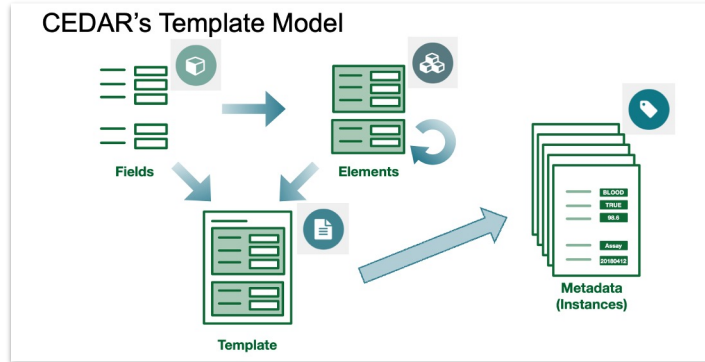 CEDAR's Template Model
Fields
Elements
Template
BLOOD
TRUE
98.6
Assay
20180412
Metadata
(Instances)